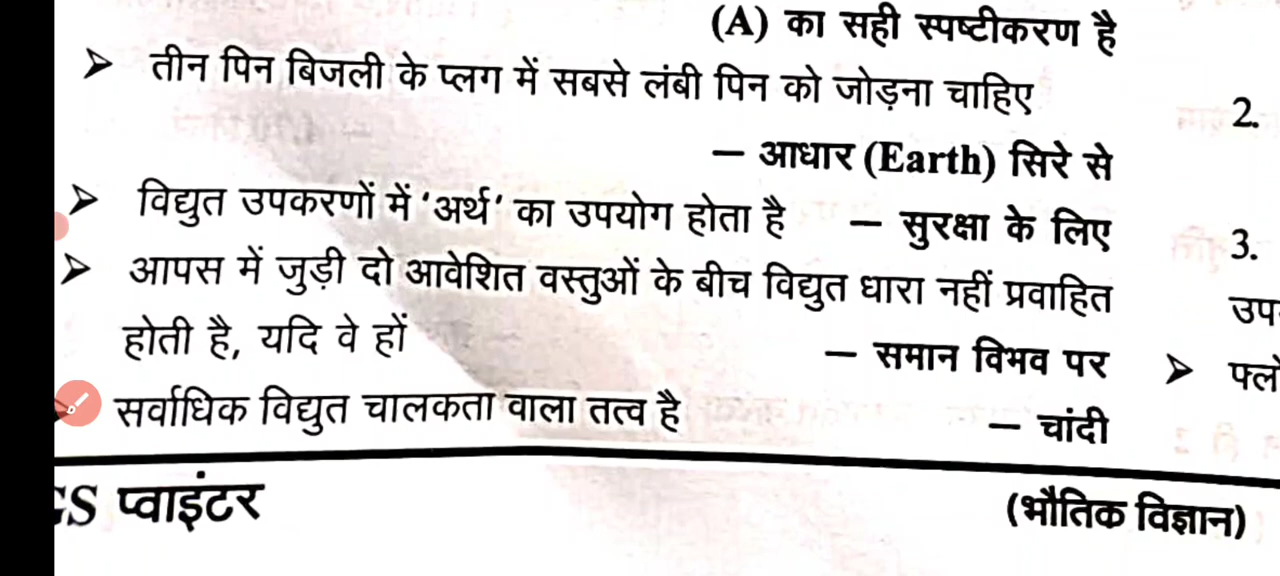 (A) का सही स्पष्टीकरण है
➤ तीन पिन बिजली के प्लग में सबसे लंबी पिन को जोड़ना चाहिए
– आधार (Earth) सिरे से
➤ विद्युत उपकरणों में ‘अर्थ’ का उपयोग होता है – सुरक्षा के लिए
➤ आपस में जुड़ी दो आवेशित वस्तुओं के बीच विद्युत धारा नहीं प्रवाहित
होती है, यदि वे हों – समान विभव पर
सर्वाधिक विद्युत चालकता वाला तत्व है – चांदी
GS प्वाइंटर (भौतिक विज्ञान)
2.
3.